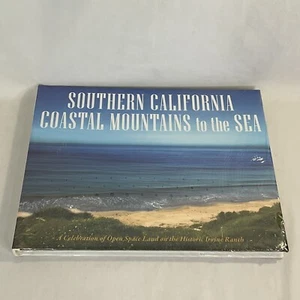 SOUTHERN CALIFORNIA
COASTAL MOUNTAINS to the SEA
A Celebration of Open Space Land on the Historic Irvine Ranch